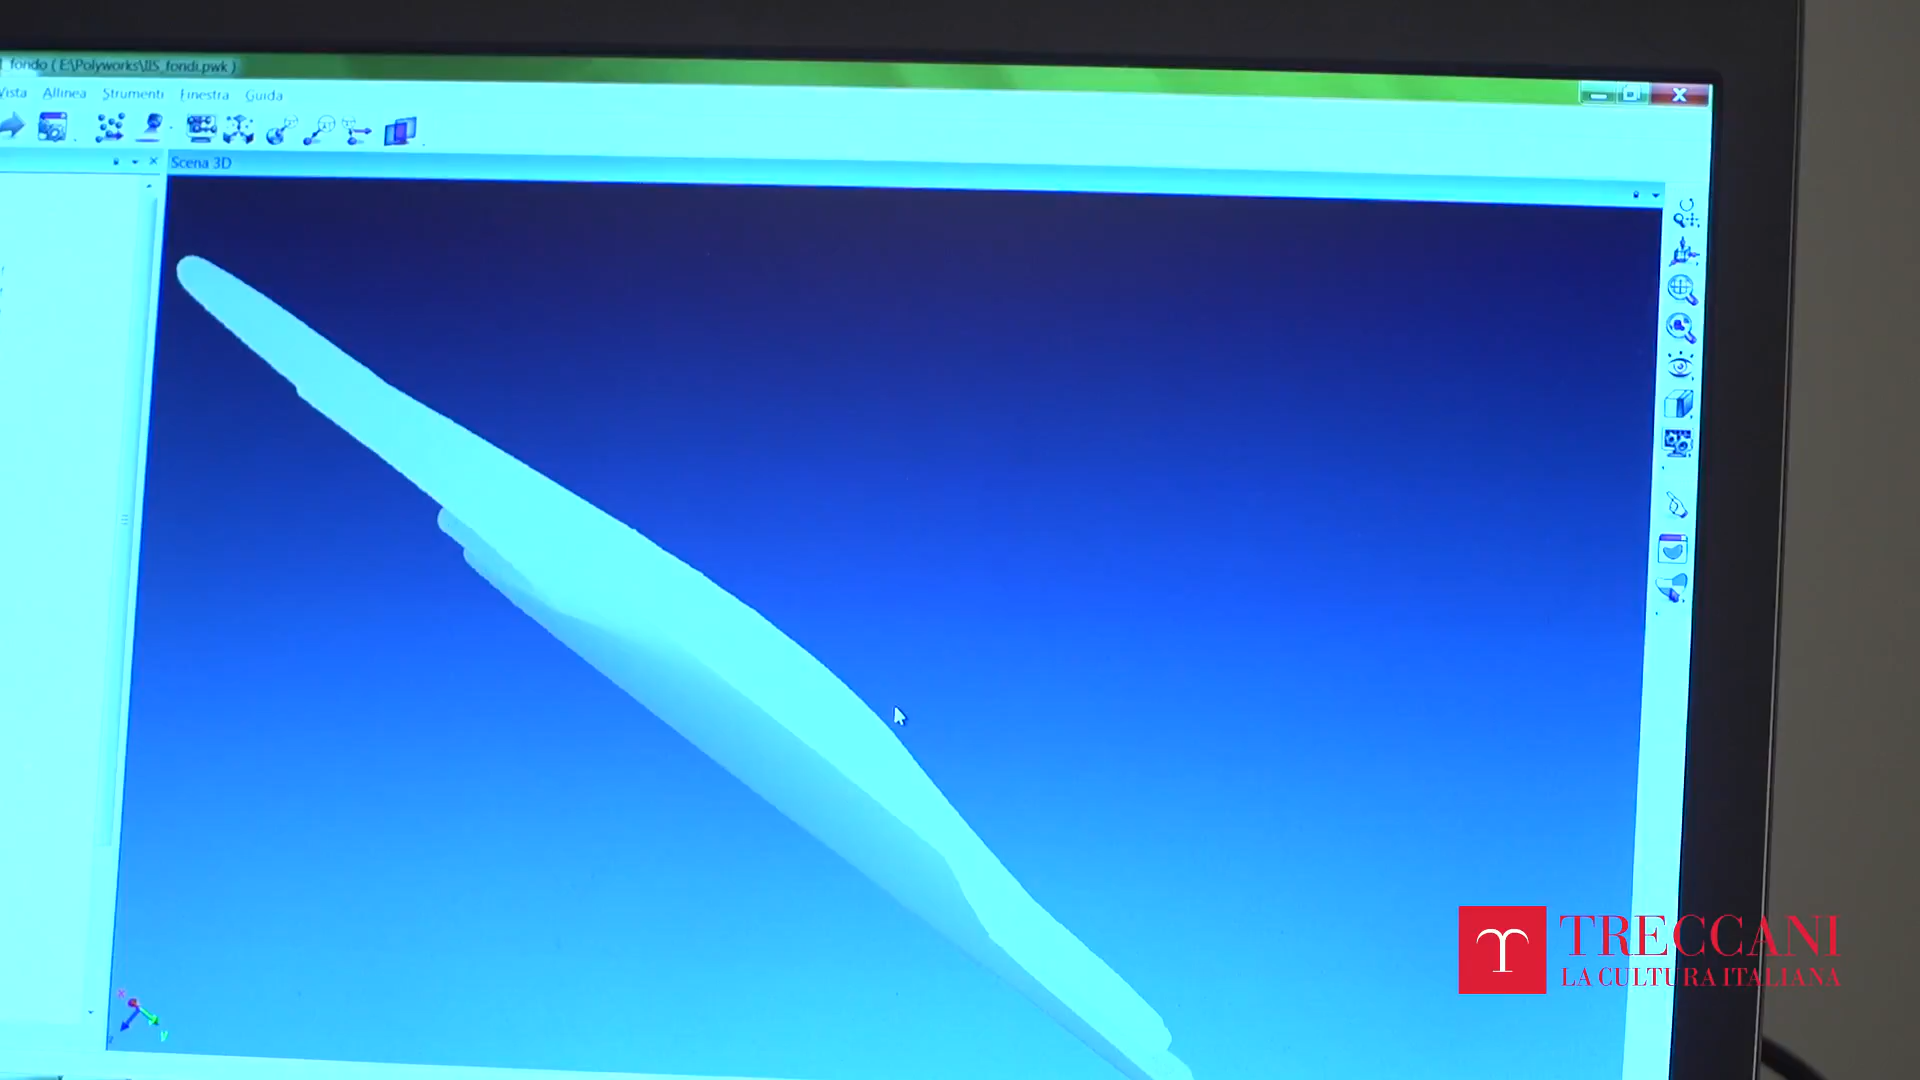 fondo ( E:\Polyworks\IIS_fondi.pwk )
Vista Allinea Strumenti Finestra Guida
Scena 3D
x
y
z
TRECCANI
LA CULTURA ITALIANA